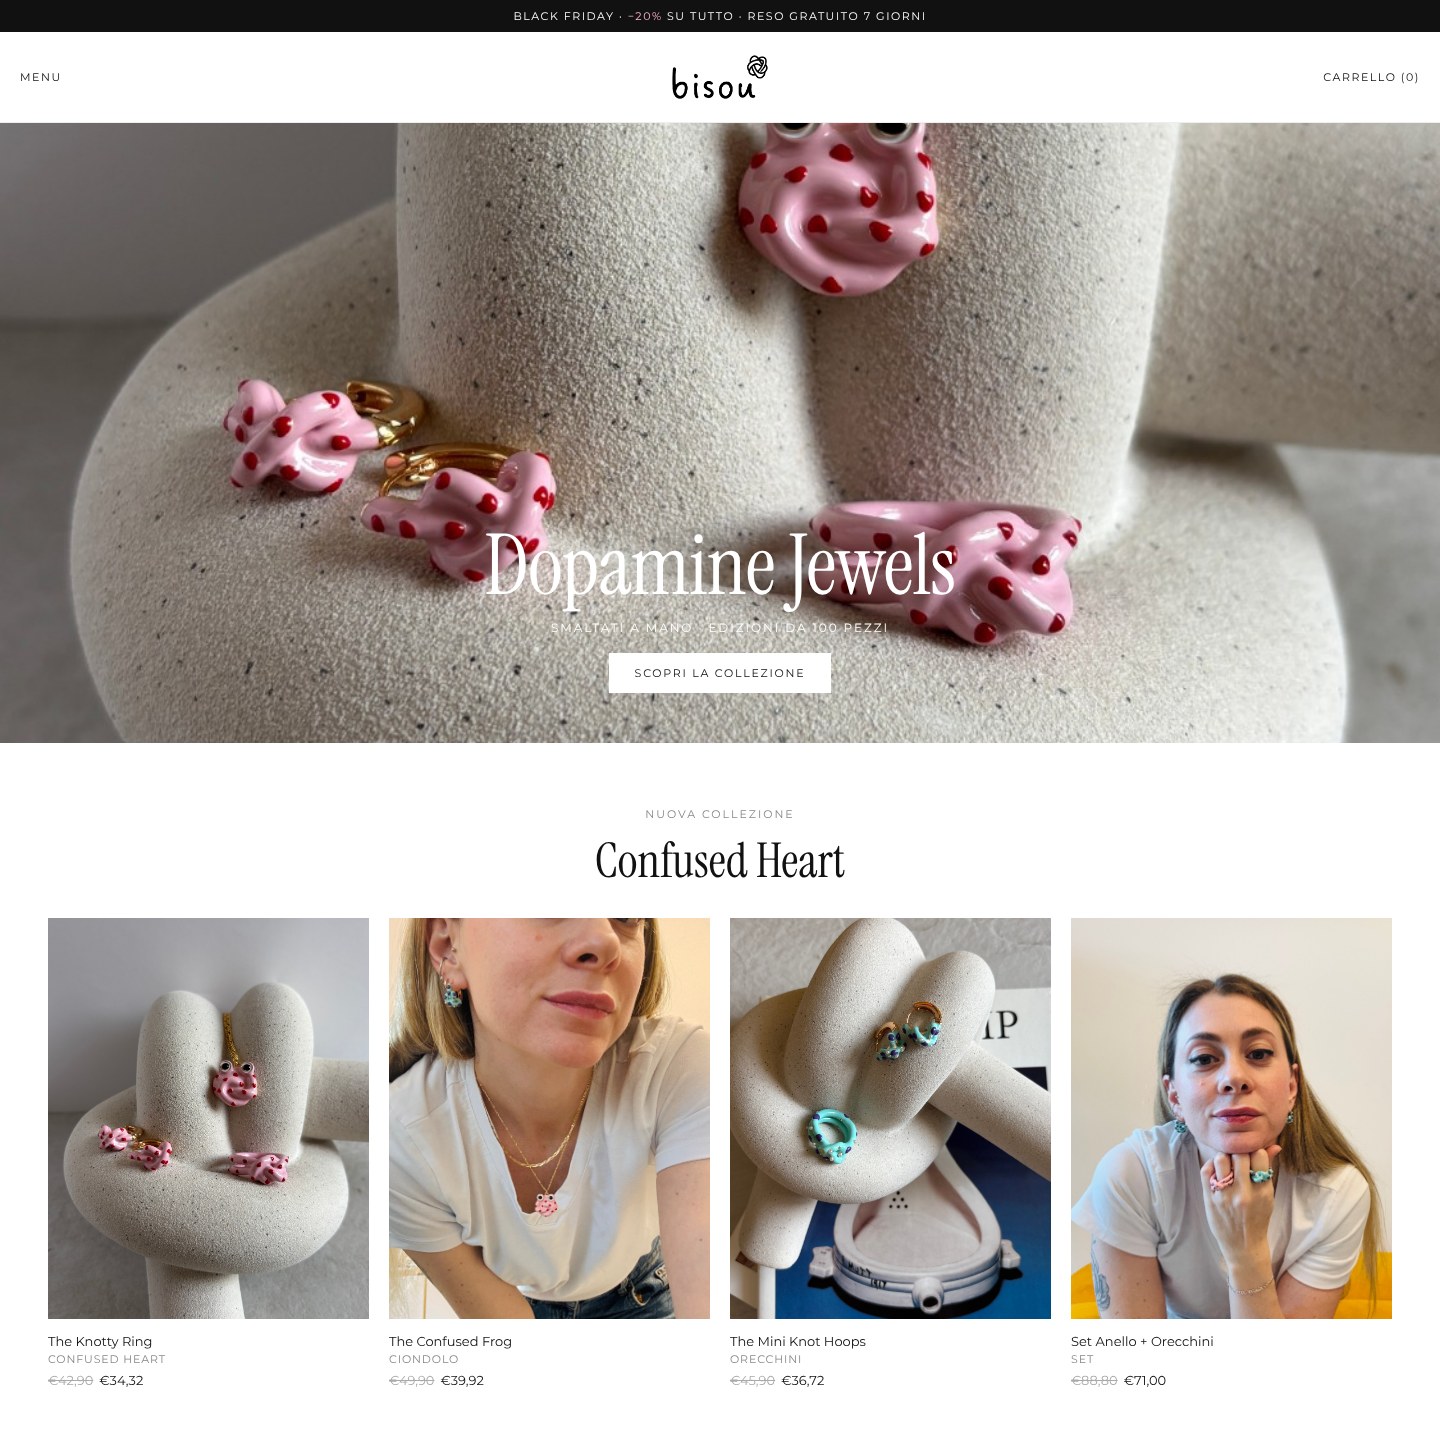 BLACK FRIDAY · −20% SU TUTTO · RESO GRATUITO 7 GIORNI
MENU
bisou
CARRELLO (0)
Dopamine Jewels
SMALTATI A MANO · EDIZIONI DA 100 PEZZI
SCOPRI LA COLLEZIONE
NUOVA COLLEZIONE
Confused Heart
IP
The Knotty Ring
CONFUSED HEART
€42,90 €34,32
The Confused Frog
CIONDOLO
€49,90 €39,92
The Mini Knot Hoops
ORECCHINI
€45,90 €36,72
Set Anello + Orecchini
SET
€88,80 €71,00